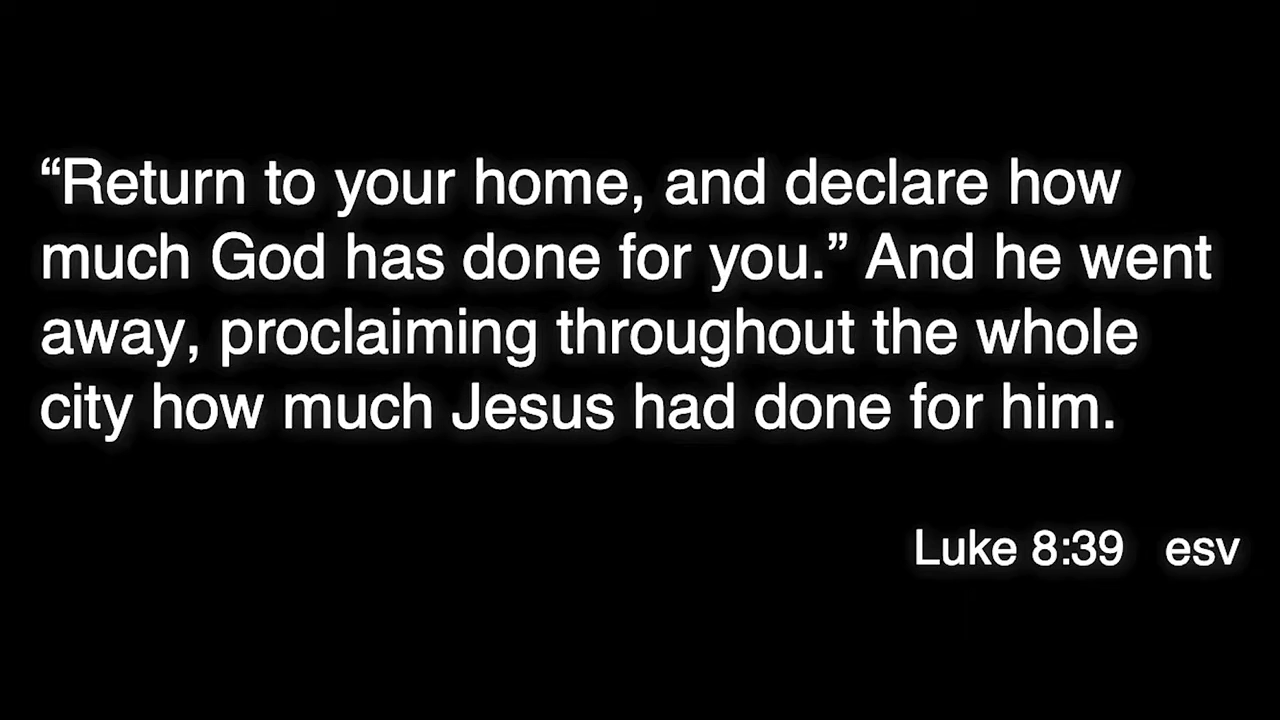 “Return to your home, and declare how
much God has done for you.” And he went
away, proclaiming throughout the whole
city how much Jesus had done for him.
Luke 8:39 esv